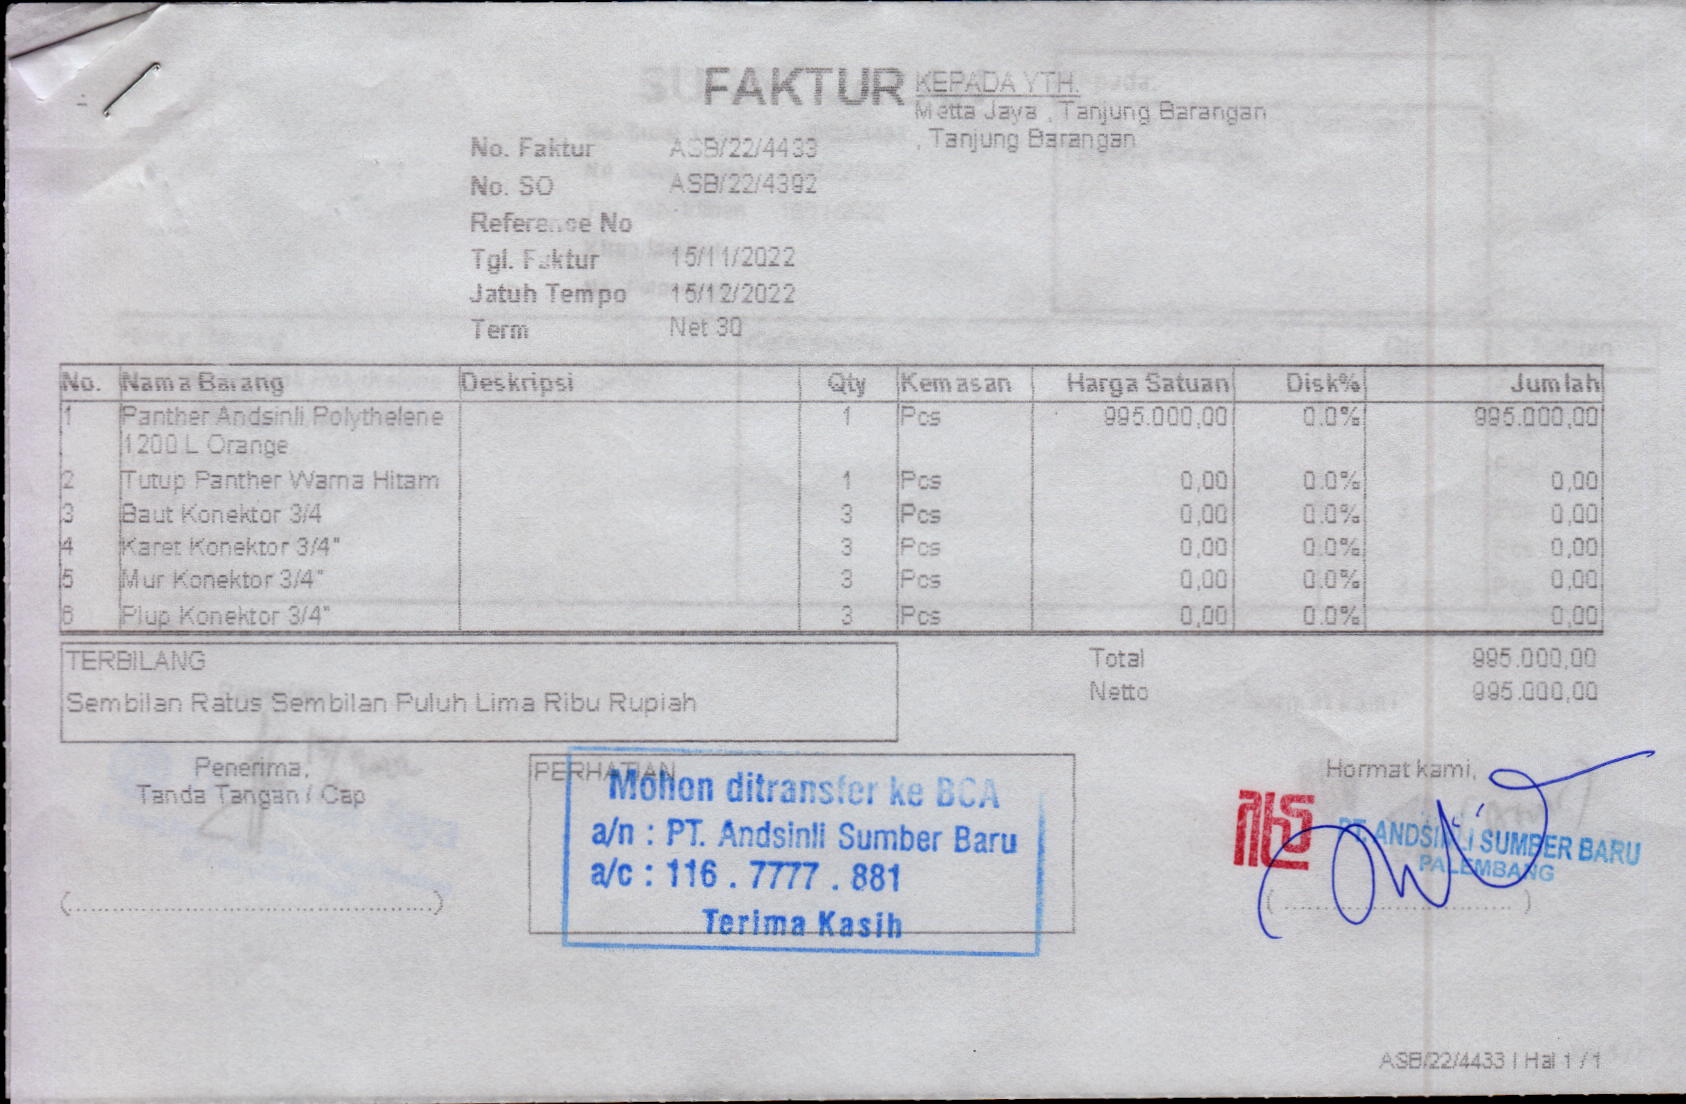 FAKTUR
KEPADA YTH.
Metta Jaya , Tanjung Barangan
, Tanjung Barangan
No. Faktur ASB/22/4433
No. SO ASB/22/4392
Reference No
Tgl. Faktur 15/11/2022
Jatuh Tempo 15/12/2022
Term Net 30
No. Nama Barang Deskripsi Qty Kemasan Harga Satuan Disk% Jumlah
1 Panther Andsinli Polythelene 1 Pcs 995.000,00 0.0% 995.000,00
1200 L Orange
2 Tutup Panther Warna Hitam 1 Pcs 0,00 0.0% 0,00
3 Baut Konektor 3/4 3 Pcs 0,00 0.0% 0,00
4 Karet Konektor 3/4" 3 Pcs 0,00 0.0% 0,00
5 Mur Konektor 3/4" 3 Pcs 0,00 0.0% 0,00
6 Plup Konektor 3/4" 3 Pcs 0,00 0.0% 0,00
TERBILANG
Sembilan Ratus Sembilan Puluh Lima Ribu Rupiah
Total 995.000,00
Netto 995.000,00
Penerima,
Tanda Tangan / Cap
(.......................................................)
PERHATIAN
Mohon ditransfer ke BCA
a/n : PT. Andsinli Sumber Baru
a/c : 116 . 7777 . 881
Terima Kasih
Hormat kami,
PT. ANDSINLI SUMBER BARU
PALEMBANG
( ................................... )
ASB/22/4433 | Hal 1 / 1